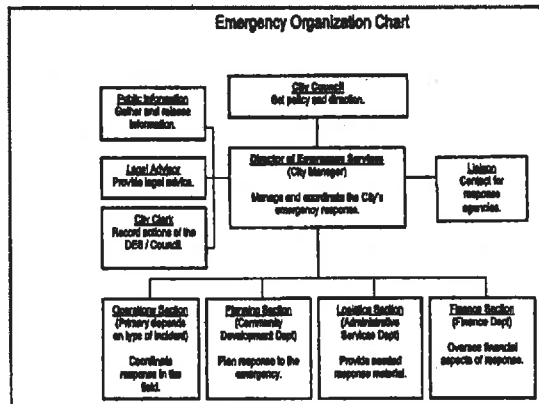 Emergency Organization Chart
City Council
Set policy and direction.
Public Information
Gather and release
information.
Legal Advisor
Provide legal advice.
City Clerk
Record actions of the
DES / Council.
Director of Emergency Services
(City Manager)
Manage and coordinate the City's
emergency response.
Liaison
Contact for
response
agencies.
Operations Section
(Primary depends
on type of incident)
Coordinate
response in the
field.
Planning Section
(Community
Development Dept)
Plan response to the
emergency.
Logistics Section
(Administrative
Services Dept)
Provide needed
response material.
Finance Section
(Finance Dept)
Oversee financial
aspects of response.